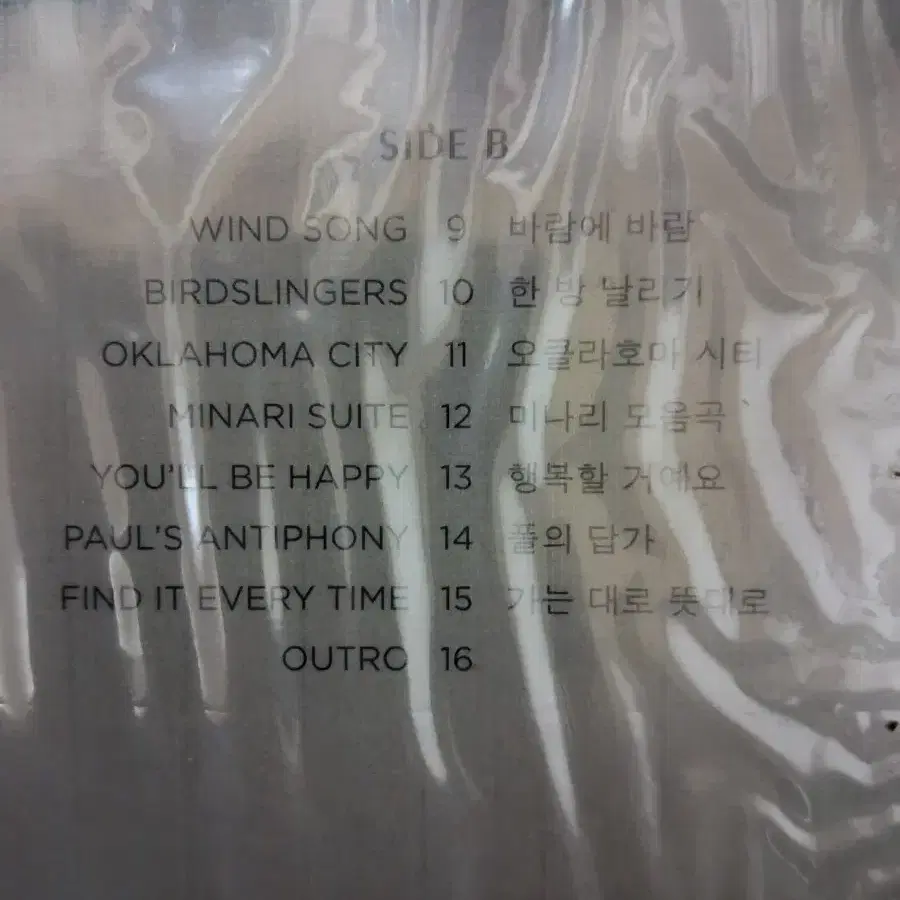 SIDE B
WIND SONG 9 바람에 바람
BIRDSLINGERS 10 한 방 날리기
OKLAHOMA CITY 11 오클라호마 시티
MINARI SUITE 12 미나리 모음곡
YOU'LL BE HAPPY 13 행복할 거예요
PAUL'S ANTIPHONY 14 폴의 답가
FIND IT EVERY TIME 15 가는 대로 뜻대로
OUTRO 16